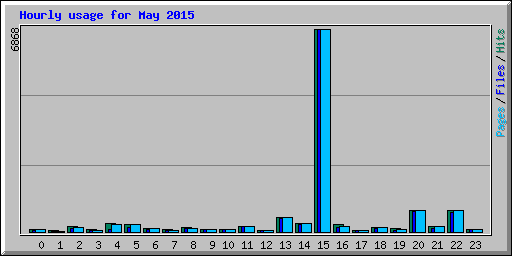 Hourly usage for May 2015
6868
Pages/Files/Hits
0 1 2 3 4 5 6 7 8 9 10 11 12 13 14 15 16 17 18 19 20 21 22 23